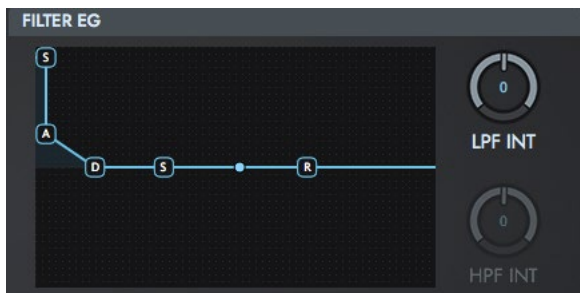 FILTER EG
S
0
A
LPF INT
D
S
R
0
HPF INT